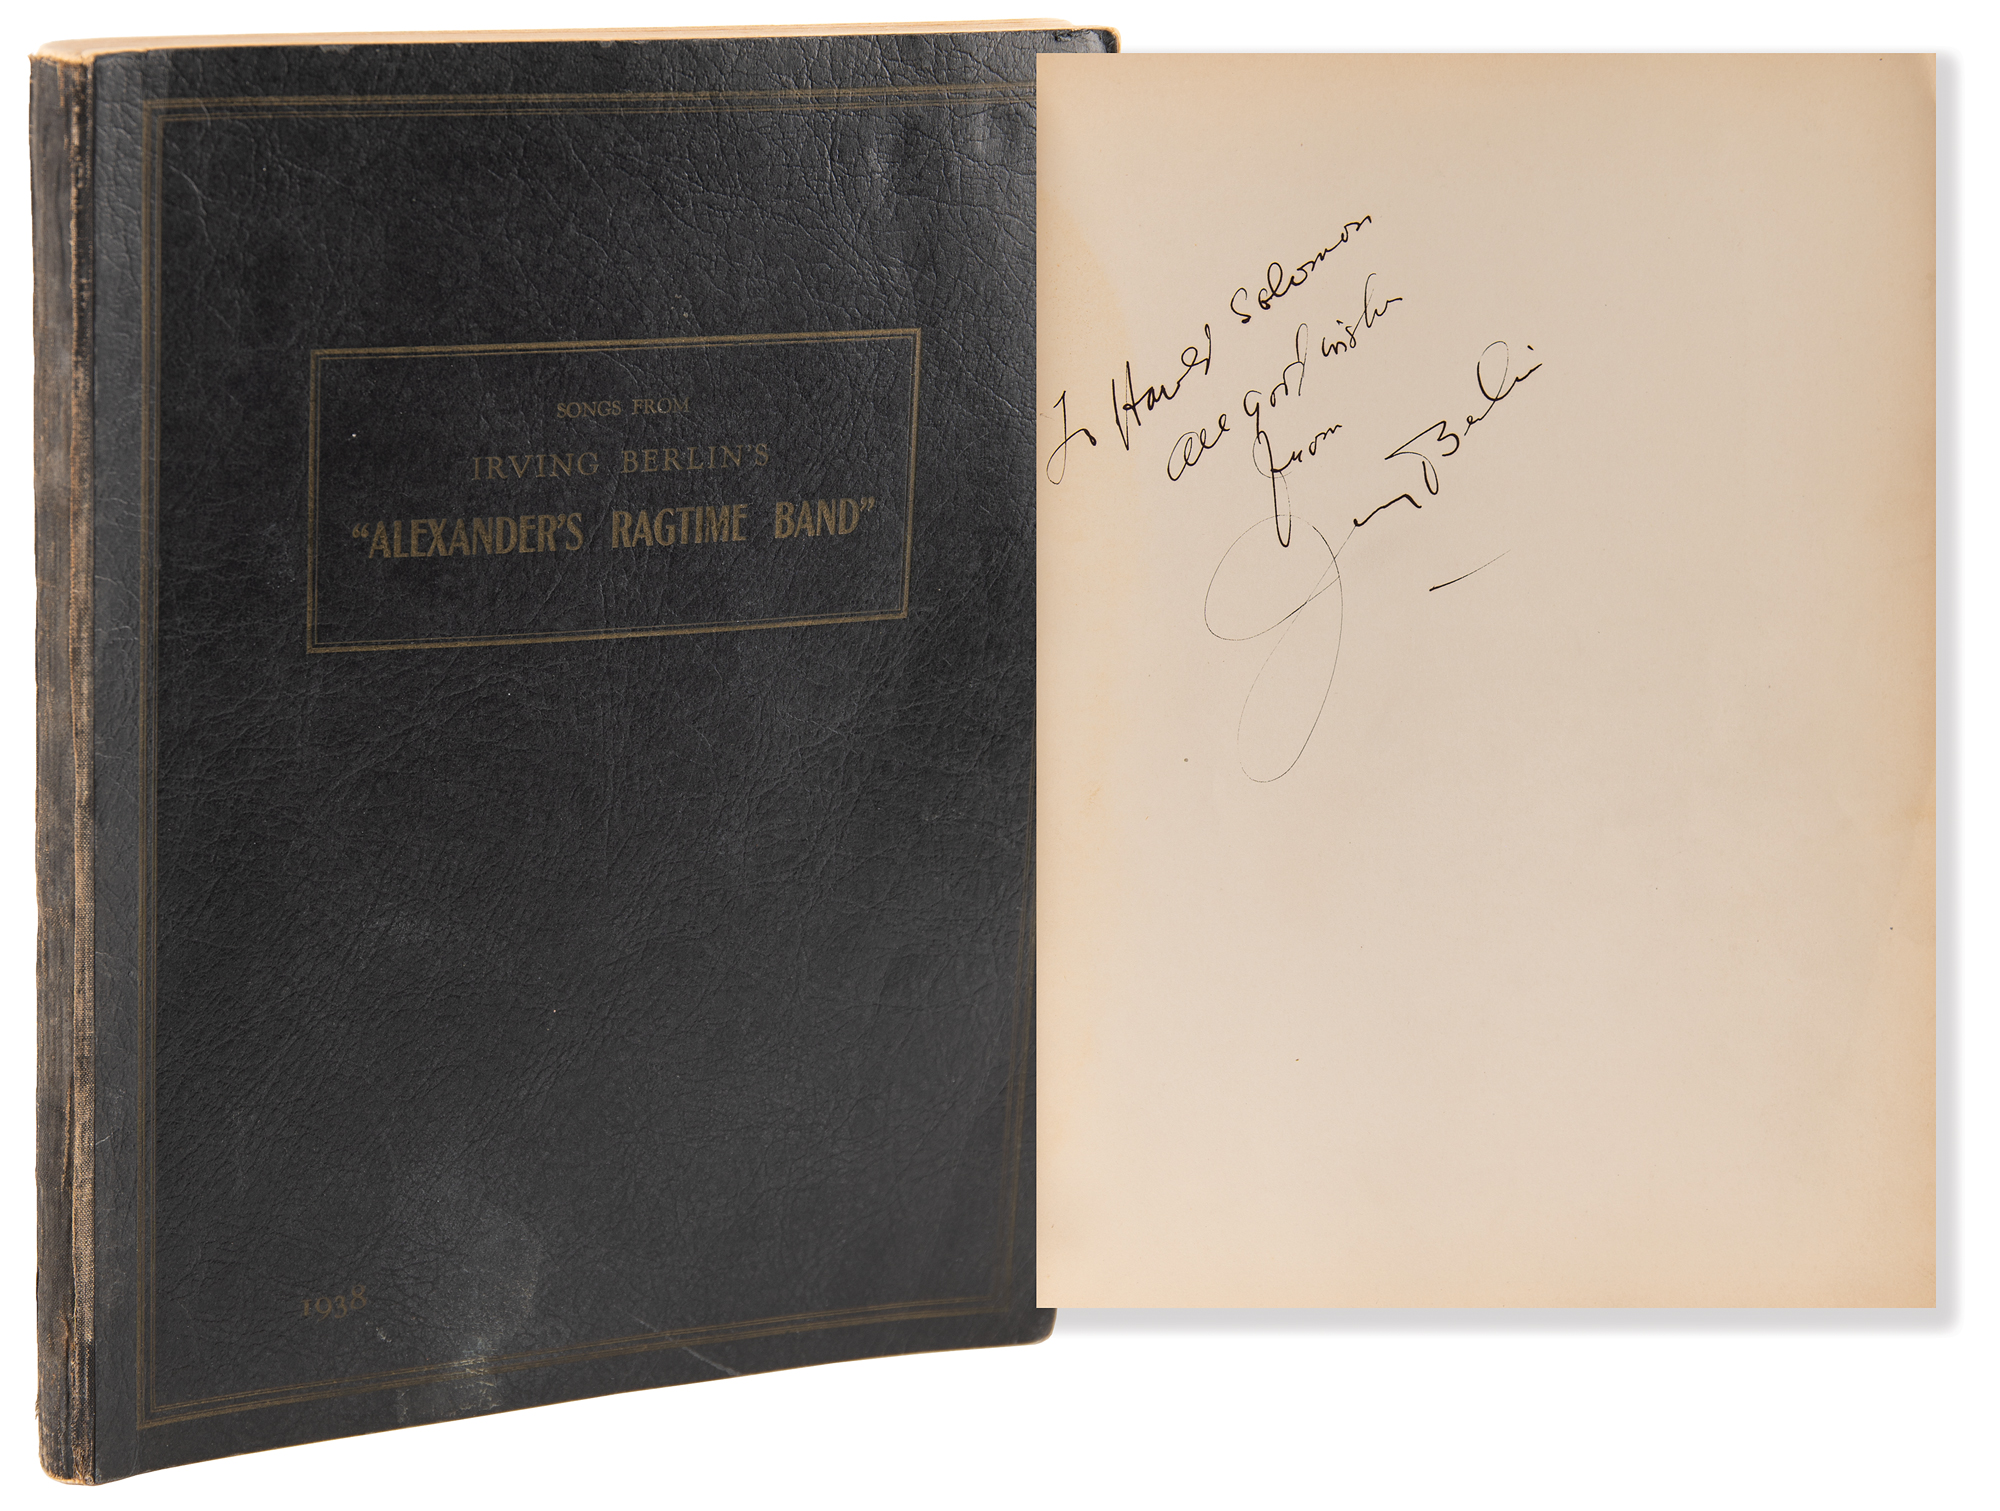 SONGS FROM
IRVING BERLIN'S
“ALEXANDER'S RAGTIME BAND”
1938
To Harold Solomon
all good wishes
from
Irving Berlin